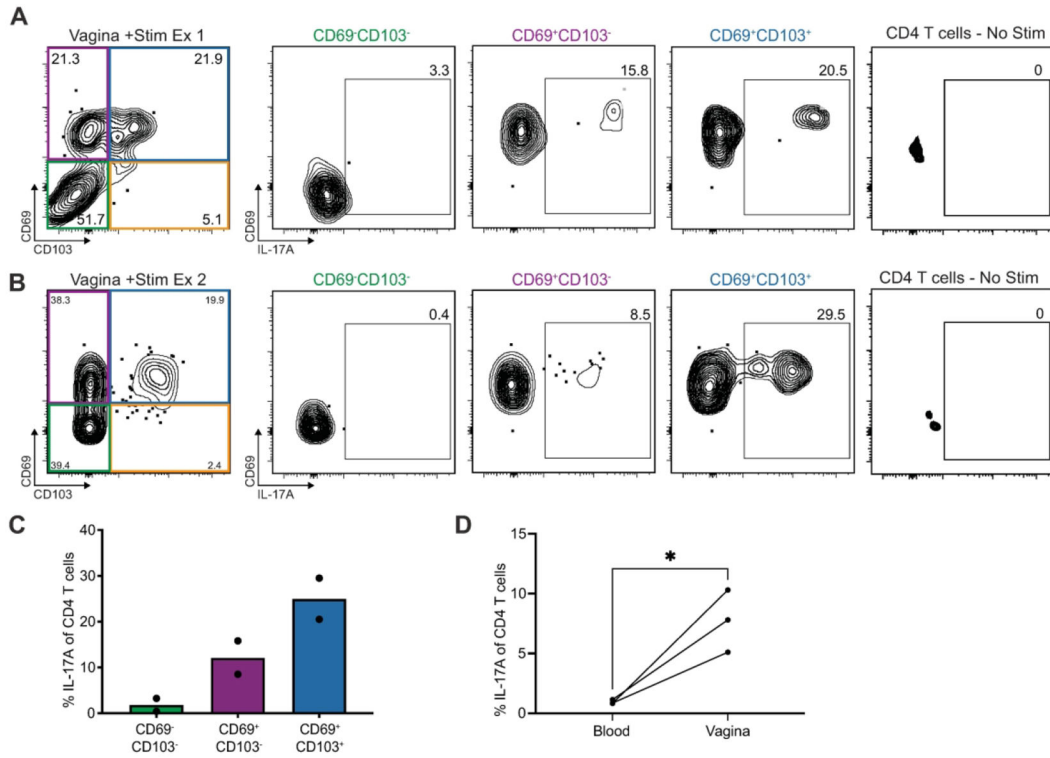 A
Vagina +Stim Ex 1
CD69-CD103-
CD69+CD103-
CD69+CD103+
CD4 T cells - No Stim
21.3
21.9
3.3
15.8
20.5
0
51.7
5.1
CD69
CD103
CD69
IL-17A
B
Vagina +Stim Ex 2
CD69-CD103-
CD69+CD103-
CD69+CD103+
CD4 T cells - No Stim
38.3
19.9
0.4
8.5
29.5
0
39.4
2.4
CD69
CD103
CD69
IL-17A
C
% IL-17A of CD4 T cells
40
30
20
10
0
CD69-
CD103-
CD69+
CD103-
CD69+
CD103+
D
% IL-17A of CD4 T cells
15
10
5
0
*
Blood
Vagina